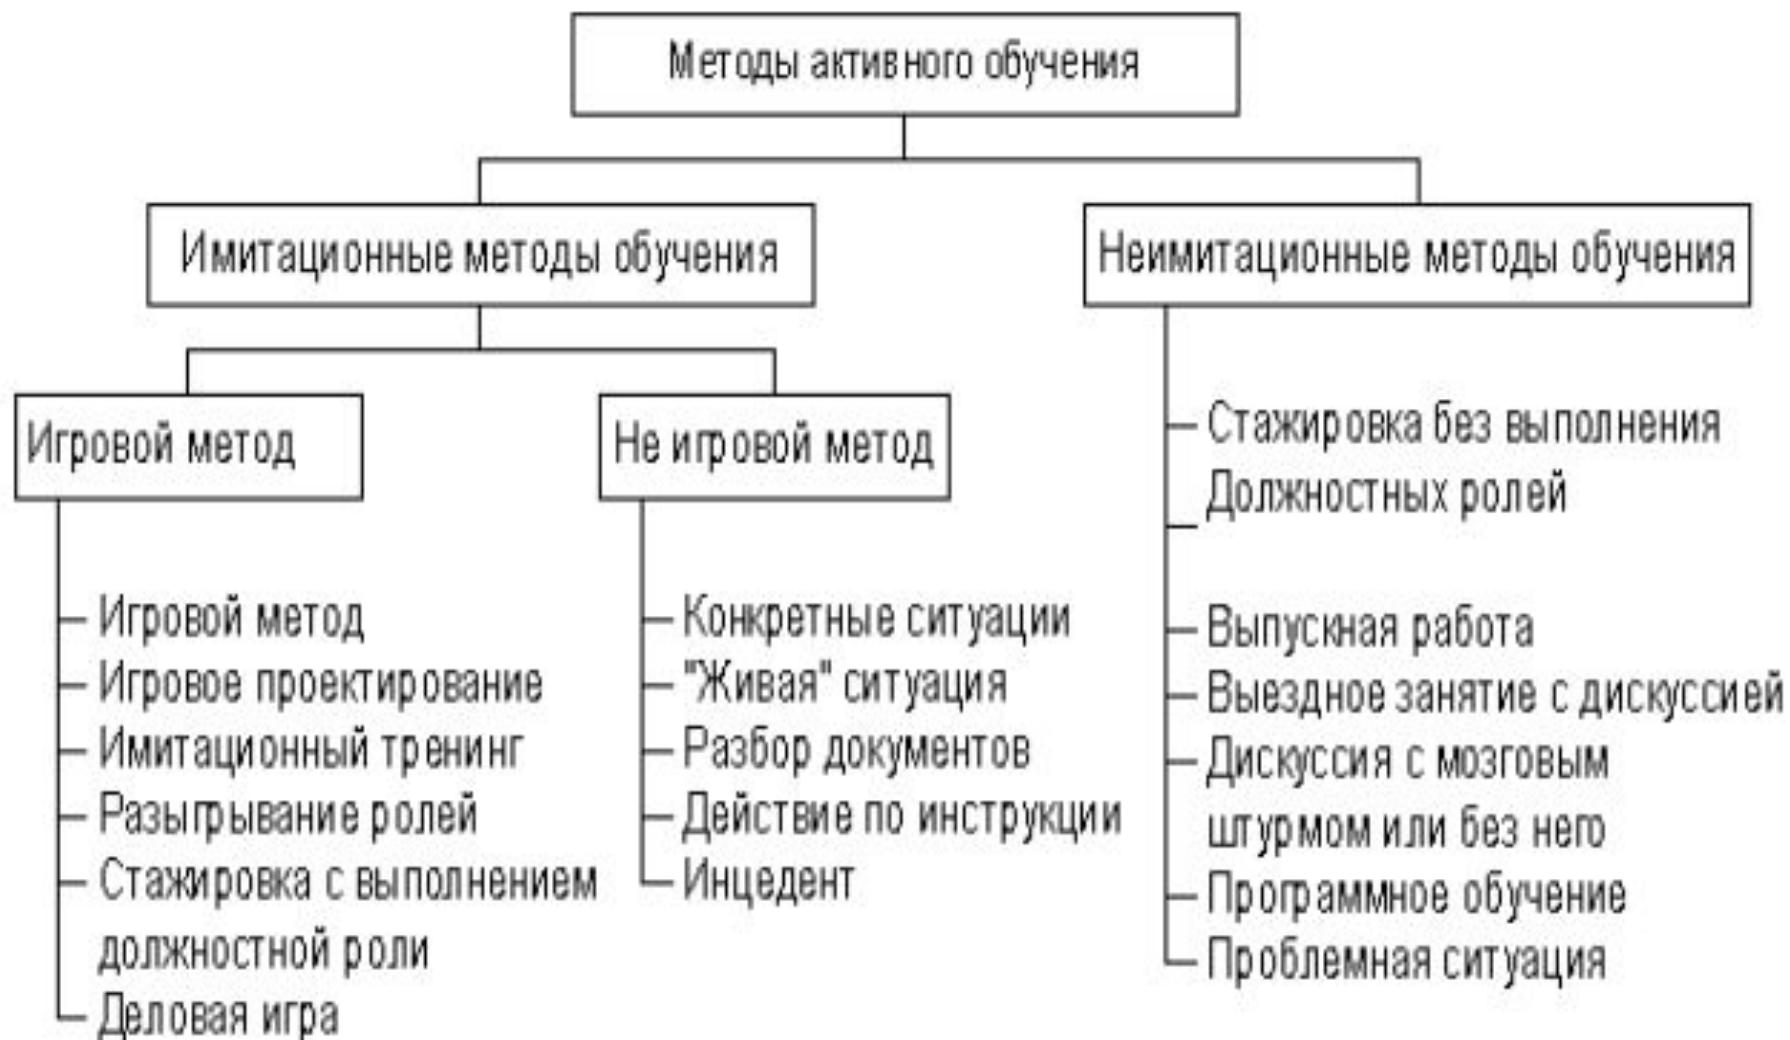 Методы активного обучения
Имитационные методы обучения
Неимитационные методы обучения
Игровой метод
Не игровой метод
Игровой метод
Игровое проектирование
Имитационный тренинг
Разыгрывание ролей
Стажировка с выполнением
должностной роли
Деловая игра
Конкретные ситуации
"Живая" ситуация
Разбор документов
Действие по инструкции
Инцедент
Стажировка без выполнения
Должностных ролей
Выпускная работа
Выездное занятие с дискуссией
Дискуссия с мозговым
штурмом или без него
Программное обучение
Проблемная ситуация